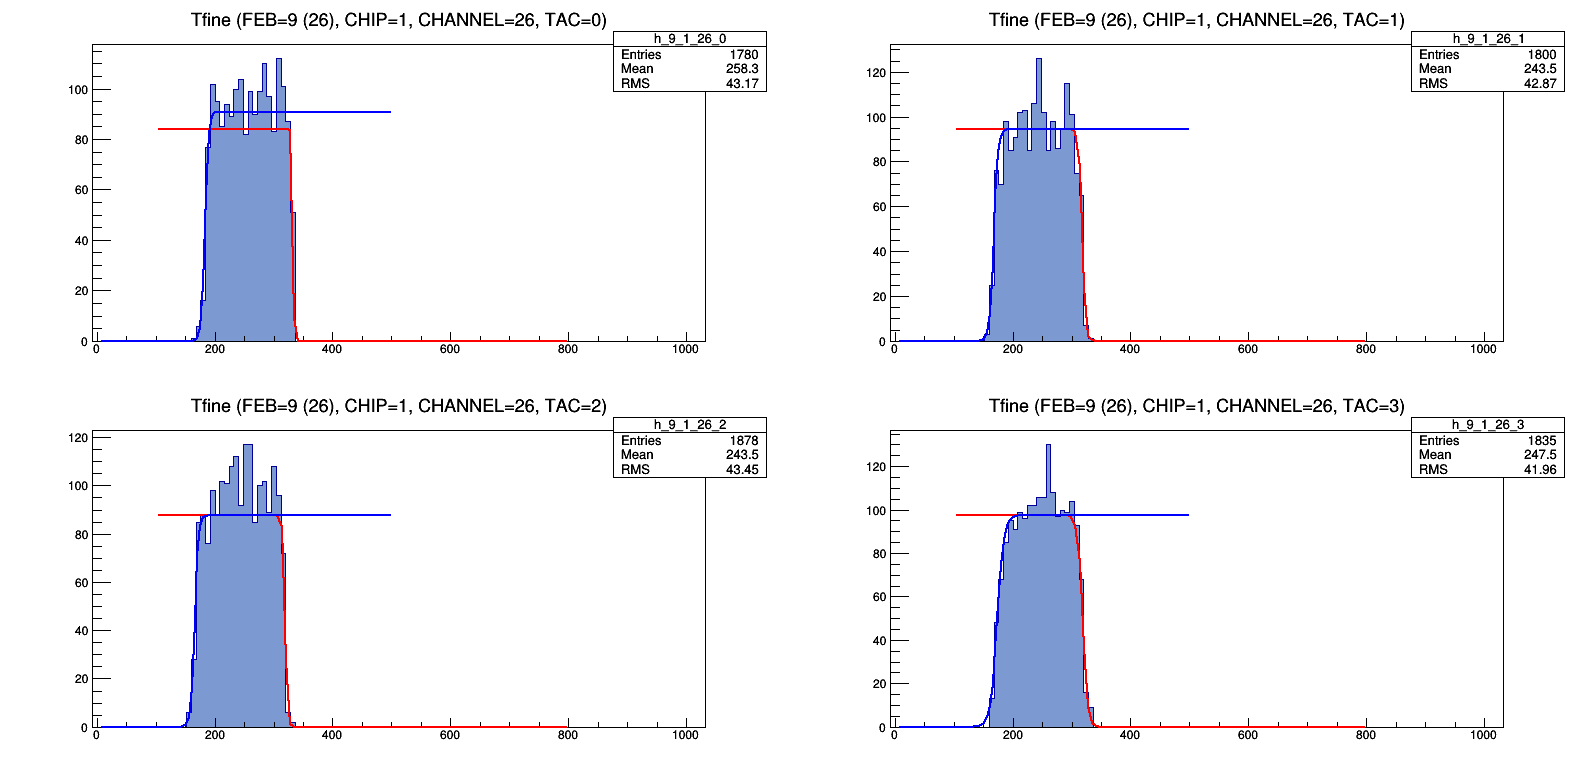 Tfine (FEB=9 (26), CHIP=1, CHANNEL=26, TAC=0)
h_9_1_26_0
Entries 1780
Mean 258.3
RMS 43.17
100
80
60
40
20
0
0 200 400 600 800 1000
Tfine (FEB=9 (26), CHIP=1, CHANNEL=26, TAC=1)
h_9_1_26_1
Entries 1800
Mean 243.5
RMS 42.87
120
100
80
60
40
20
0
0 200 400 600 800 1000
Tfine (FEB=9 (26), CHIP=1, CHANNEL=26, TAC=2)
h_9_1_26_2
Entries 1878
Mean 243.5
RMS 43.45
120
100
80
60
40
20
0
0 200 400 600 800 1000
Tfine (FEB=9 (26), CHIP=1, CHANNEL=26, TAC=3)
h_9_1_26_3
Entries 1835
Mean 247.5
RMS 41.96
120
100
80
60
40
20
0
0 200 400 600 800 1000